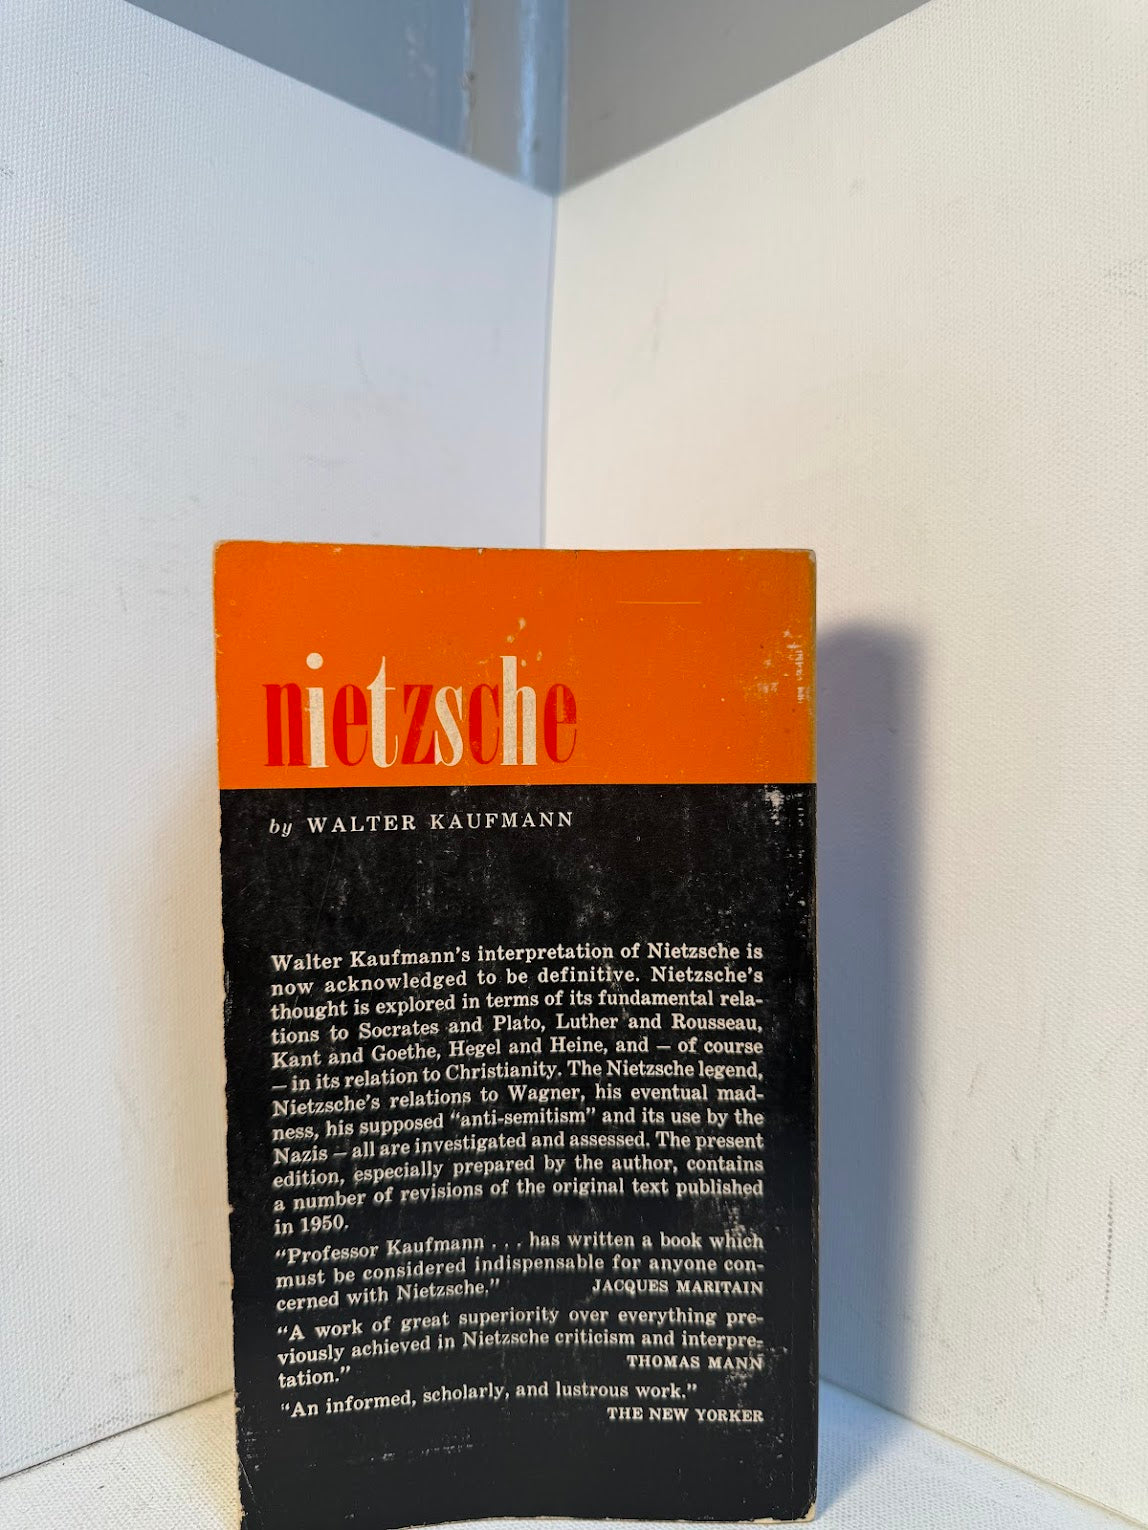 nietzsche
by WALTER KAUFMANN
Walter Kaufmann's interpretation of Nietzsche is
now acknowledged to be definitive. Nietzsche's
thought is explored in terms of its fundamental rela-
tions to Socrates and Plato, Luther and Rousseau,
Kant and Goethe, Hegel and Heine, and — of course
— in its relation to Christianity. The Nietzsche legend,
Nietzsche's relations to Wagner, his eventual mad-
ness, his supposed "anti-semitism" and its use by the
Nazis — all are investigated and assessed. The present
edition, especially prepared by the author, contains
a number of revisions of the original text published
in 1950.
"Professor Kaufmann . . . has written a book which
must be considered indispensable for anyone con-
cerned with Nietzsche." JACQUES MARITAIN
"A work of great superiority over everything pre-
viously achieved in Nietzsche criticism and interpre-
tation." THOMAS MANN
"An informed, scholarly, and lustrous work."
THE NEW YORKER